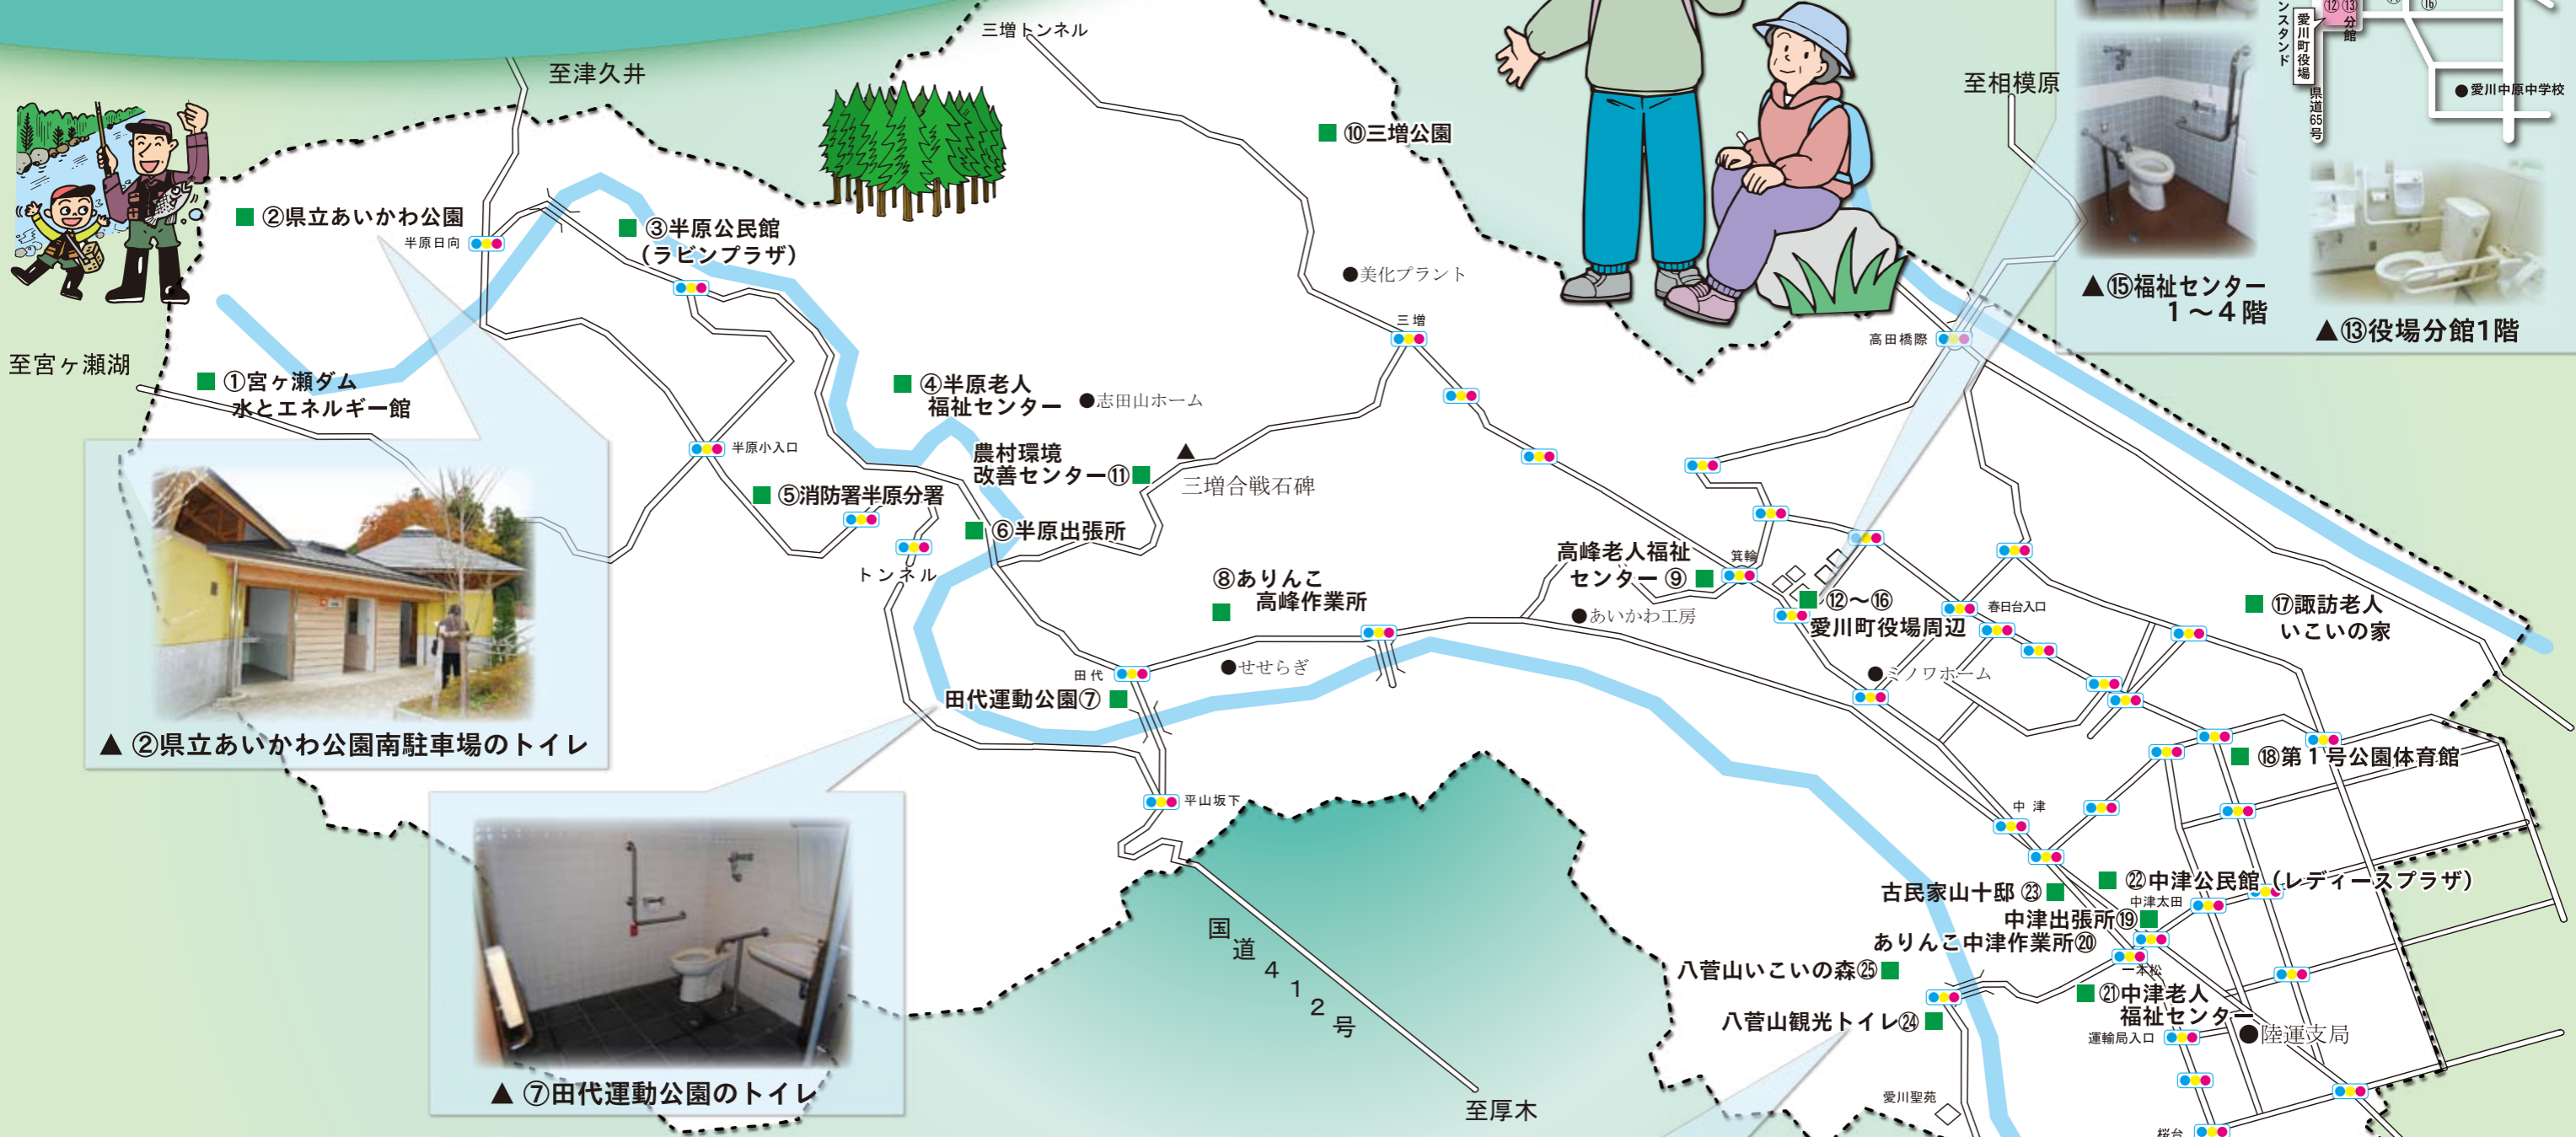 三増トンネル
至津久井
至相模原
⑫⑬分館
⑯
ンスタンド
愛川町役場
県道65号
●愛川中原中学校
⑩三増公園
②県立あいかわ公園
半原日向
③半原公民館
（ラビンプラザ）
●美化プラント
三増
高田橋際
▲⑮福祉センター
1～4階
▲⑬役場分館1階
至宮ヶ瀬湖
①宮ヶ瀬ダム
水とエネルギー館
④半原老人
福祉センター
●志田山ホーム
半原小入口
農村環境
改善センター⑪
▲
三増合戦石碑
⑤消防署半原分署
⑥半原出張所
トンネル
⑧ありんこ
高峰作業所
高峰老人福祉
センター⑨
箕輪
●あいかわ工房
⑫～⑯
愛川町役場周辺
春日台入口
⑰諏訪老人
いこいの家
●せせらぎ
田代
田代運動公園⑦
●ミノワホーム
▲ ②県立あいかわ公園南駐車場のトイレ
⑱第1号公園体育館
平山坂下
中津
国道412号
古民家山十邸㉓
㉒中津公民館（レディースプラザ）
中津太田
中津出張所⑲
ありんこ中津作業所⑳
一本松
八菅山いこいの森㉕
㉑中津老人
福祉センター
八菅山観光トイレ㉔
運輸局入口
●陸運支局
▲ ⑦田代運動公園のトイレ
至厚木
愛川聖苑
桜台